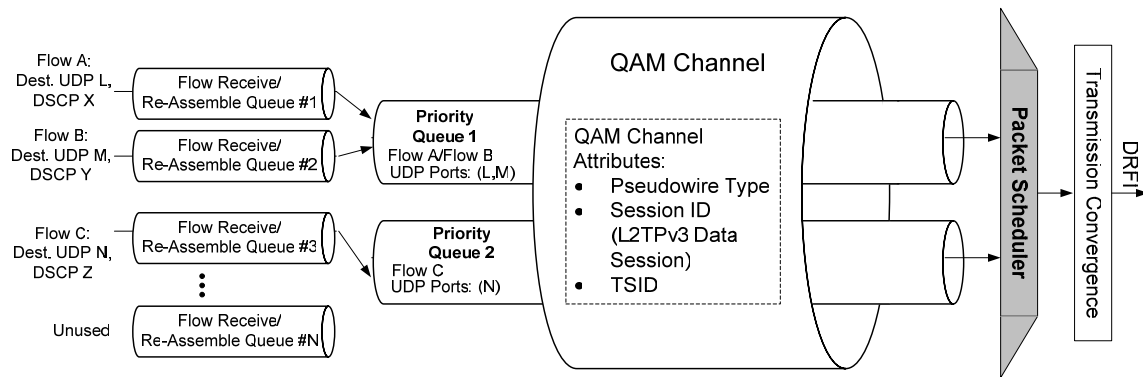 Flow A:
Dest. UDP L,
DSCP X
Flow Receive/
Re-Assemble Queue #1
Flow B:
Dest. UDP M,
DSCP Y
Flow Receive/
Re-Assemble Queue #2
Flow C:
Dest. UDP N,
DSCP Z
Flow Receive/
Re-Assemble Queue #3
Unused
Flow Receive/
Re-Assemble Queue #N
Priority
Queue 1
Flow A/Flow B
UDP Ports: (L,M)
Priority
Queue 2
Flow C
UDP Ports: (N)
QAM Channel
QAM Channel
Attributes:
• Pseudowire Type
• Session ID
(L2TPv3 Data
Session)
• TSID
Packet Scheduler
Transmission Convergence
DRFI